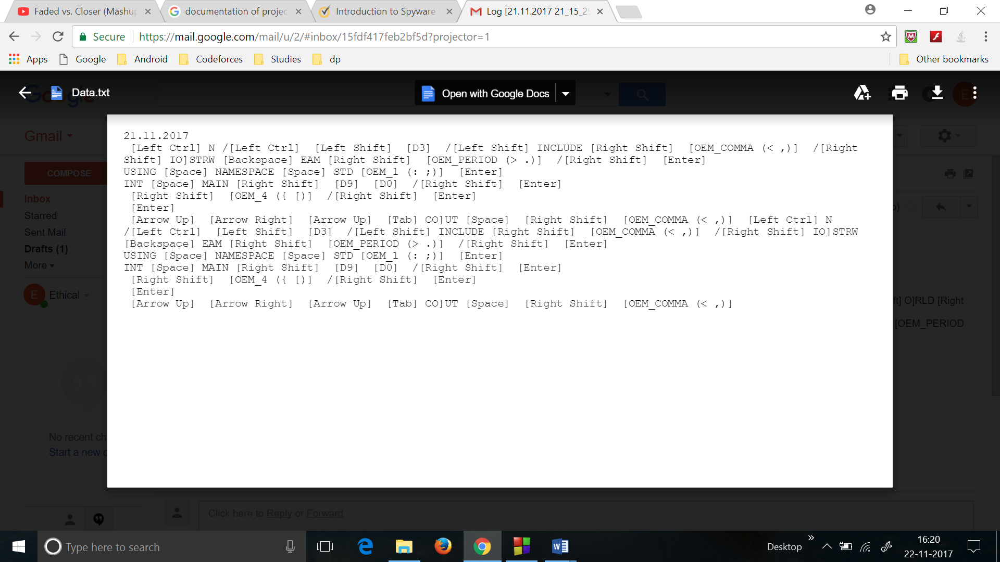 Faded vs. Closer (Mashup
documentation of projec
Introduction to Spyware
Log [21.11.2017 21_15_2
Secure
https://mail.google.com/mail/u/2/#inbox/15fdf417feb2bf5d?projector=1
Apps Google Android Codeforces Studies dp Other bookmarks
Data.txt
Open with Google Docs
21.11.2017
[Left Ctrl] N /[Left Ctrl] [Left Shift] [D3] /[Left Shift] INCLUDE [Right Shift] [OEM_COMMA (< ,)] /[Right
Shift] IO]STRW [Backspace] EAM [Right Shift] [OEM_PERIOD (> .)] /[Right Shift] [Enter]
USING [Space] NAMESPACE [Space] STD [OEM_1 (: ;)] [Enter]
INT [Space] MAIN [Right Shift] [D9] [D0] /[Right Shift] [Enter]
[Right Shift] [OEM_4 ({ [)] /[Right Shift] [Enter]
[Enter]
[Arrow Up] [Arrow Right] [Arrow Up] [Tab] CO]UT [Space] [Right Shift] [OEM_COMMA (< ,)] [Left Ctrl] N
/[Left Ctrl] [Left Shift] [D3] /[Left Shift] INCLUDE [Right Shift] [OEM_COMMA (< ,)] /[Right Shift] IO]STRW
[Backspace] EAM [Right Shift] [OEM_PERIOD (> .)] /[Right Shift] [Enter]
USING [Space] NAMESPACE [Space] STD [OEM_1 (: ;)] [Enter]
INT [Space] MAIN [Right Shift] [D9] [D0] /[Right Shift] [Enter]
[Right Shift] [OEM_4 ({ [)] /[Right Shift] [Enter]
[Enter]
[Arrow Up] [Arrow Right] [Arrow Up] [Tab] CO]UT [Space] [Right Shift] [OEM_COMMA (< ,)]
Gmail
COMPOSE
Inbox
Starred
Sent Mail
Drafts (1)
More
E Ethical
E
ft] O]RLD [Right
[OEM_PERIOD
No recent ch
Start a new c
Click here to Reply or Forward
Type here to search
Desktop
16:20
22-11-2017